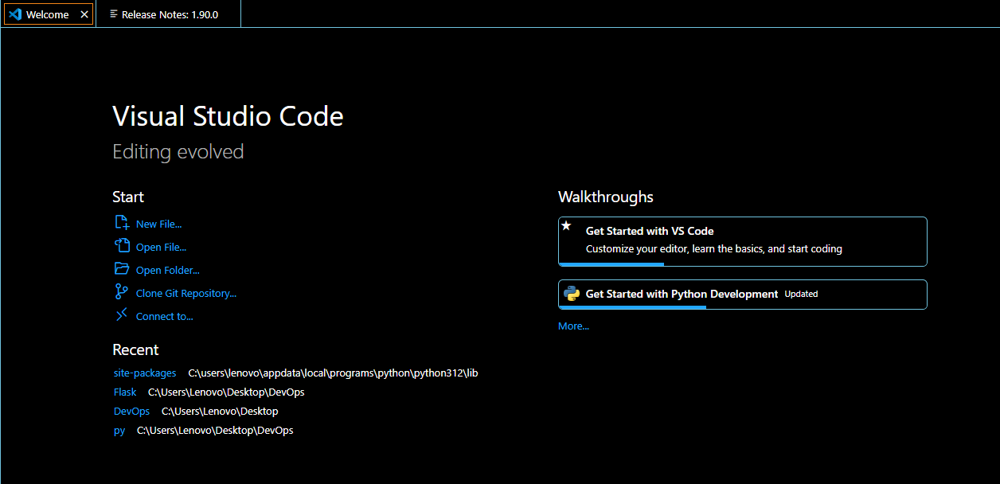 Welcome
Release Notes: 1.90.0
Visual Studio Code
Editing evolved
Start
New File...
Open File...
Open Folder...
Clone Git Repository...
Connect to...
Recent
site-packages C:\users\lenovo\appdata\local\programs\python\python312\lib
Flask C:\Users\Lenovo\Desktop\DevOps
DevOps C:\Users\Lenovo\Desktop
py C:\Users\Lenovo\Desktop\DevOps
Walkthroughs
Get Started with VS Code
Customize your editor, learn the basics, and start coding
Get Started with Python Development Updated
More...